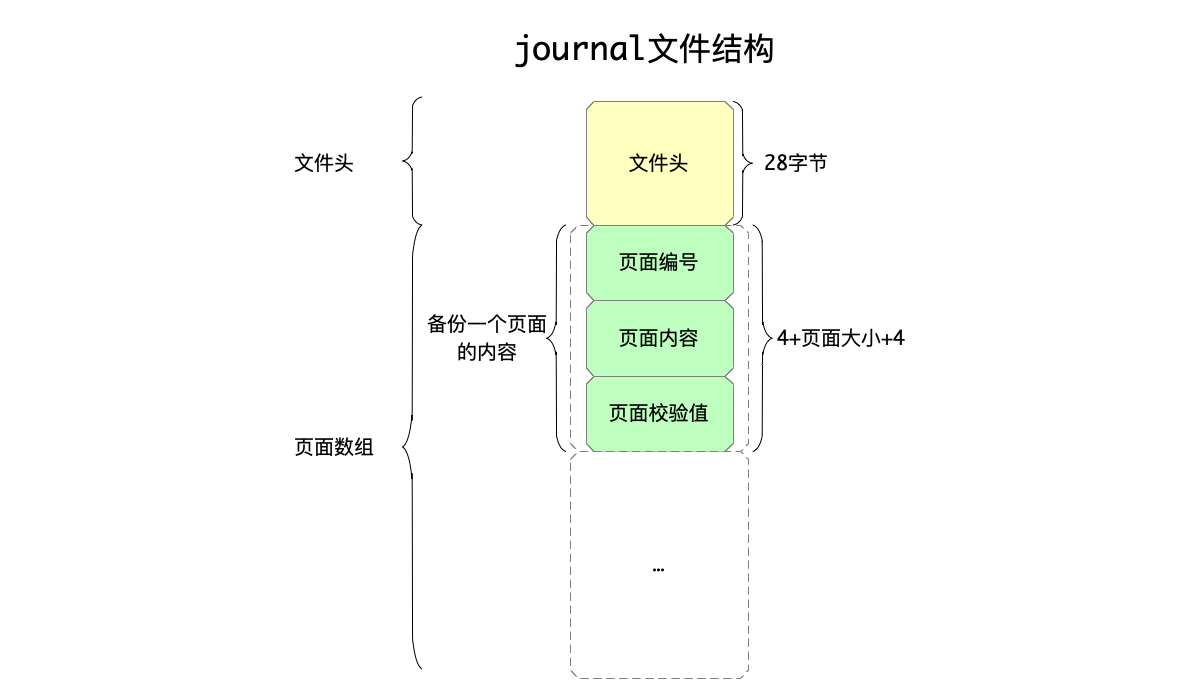 journal文件结构
文件头
文件头
28字节
页面编号
备份一个页面
的内容
页面内容
4+页面大小+4
页面校验值
页面数组
…